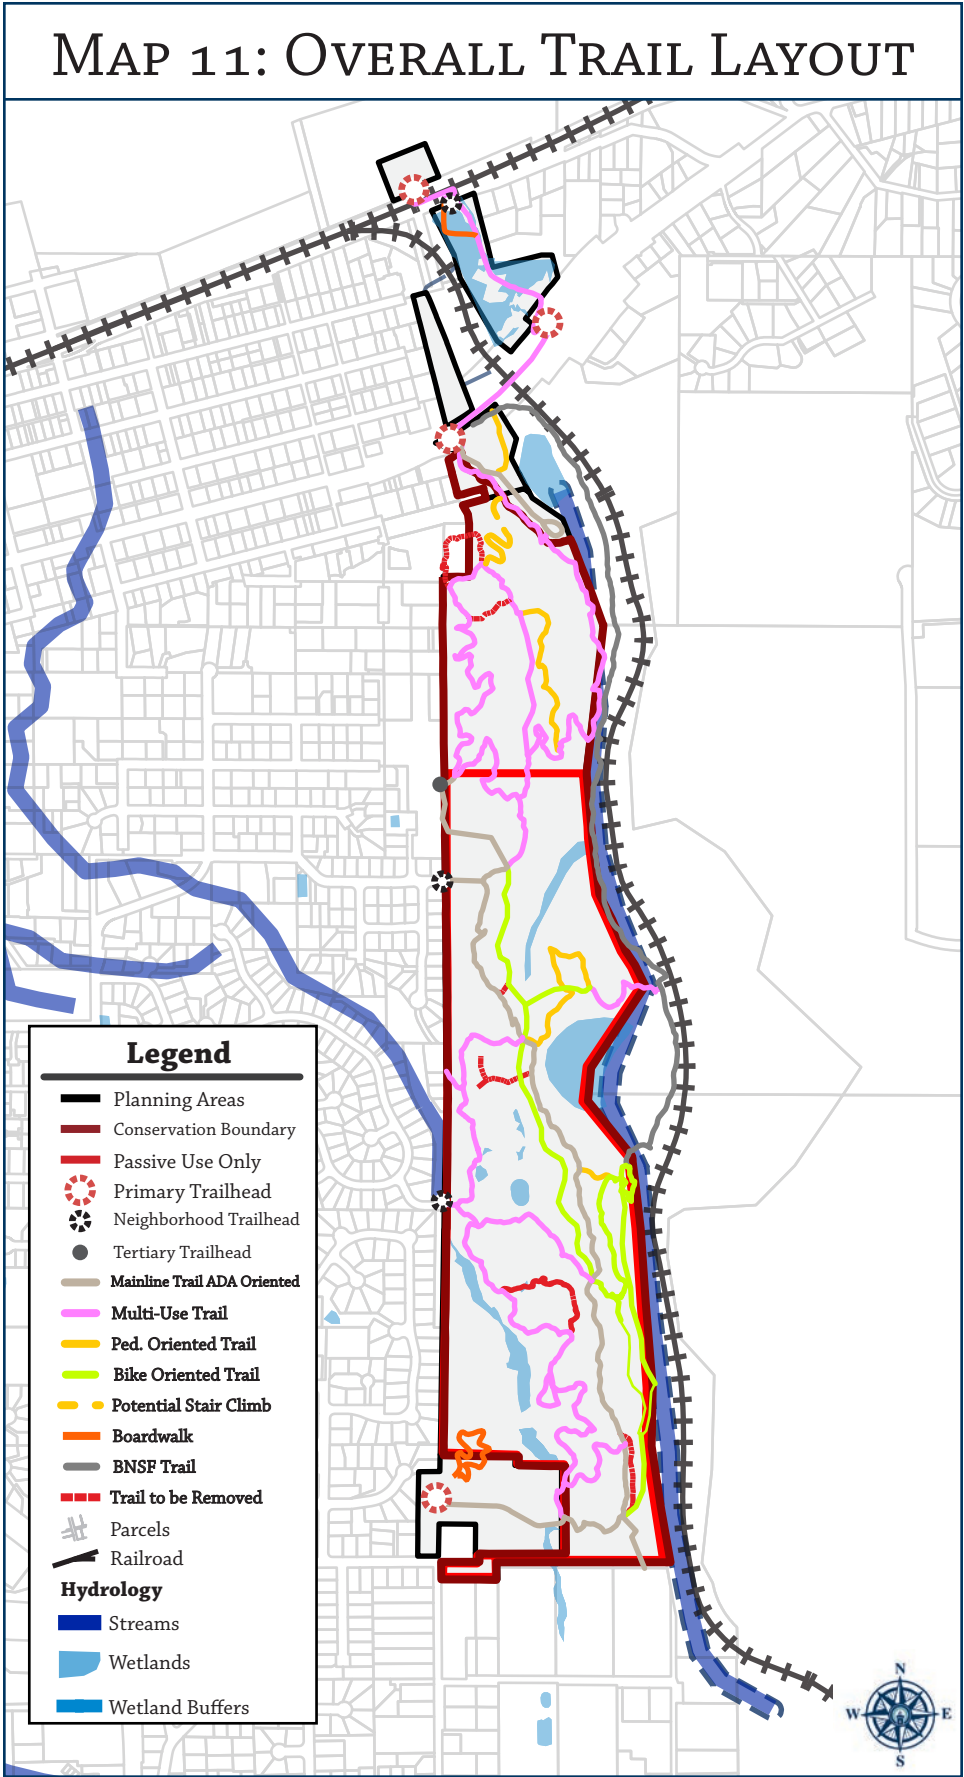 Map 11: Overall Trail Layout
Legend
Planning Areas
Conservation Boundary
Passive Use Only
Primary Trailhead
Neighborhood Trailhead
Tertiary Trailhead
Mainline Trail ADA Oriented
Multi-Use Trail
Ped. Oriented Trail
Bike Oriented Trail
Potential Stair Climb
Boardwalk
BNSF Trail
Trail to be Removed
Parcels
Railroad
Hydrology
Streams
Wetlands
Wetland Buffers
N
W E
S